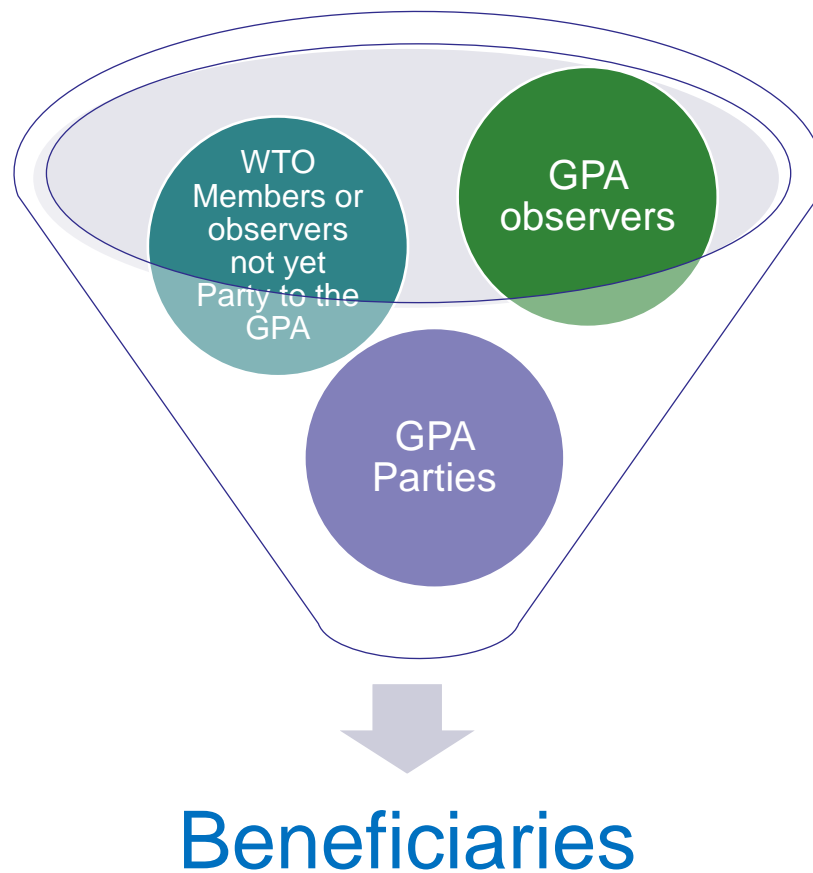 WTO
Members or
observers
not yet
Party to the
GPA
GPA
observers
GPA
Parties
Beneficiaries